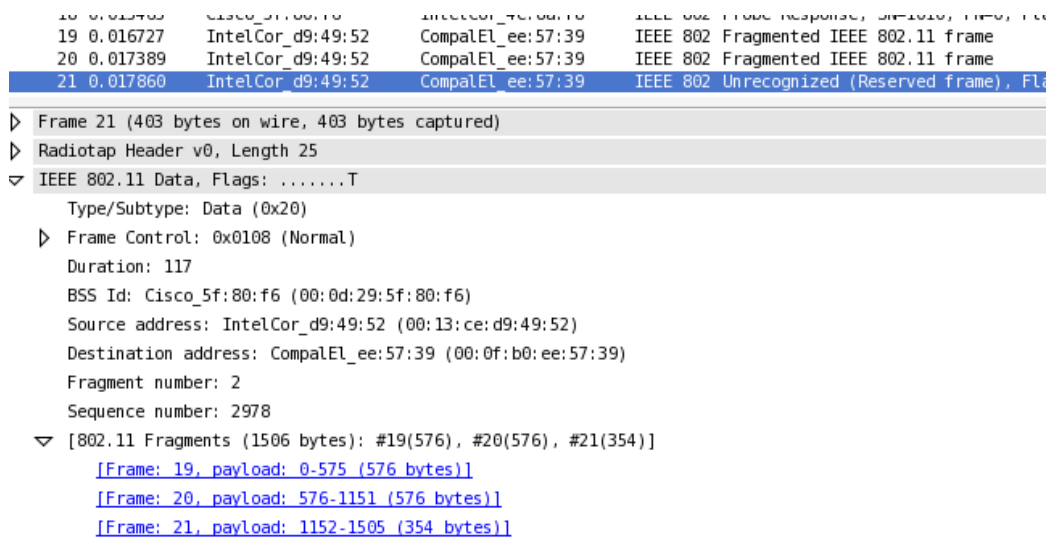 19 0.016727 IntelCor_d9:49:52 CompalEl_ee:57:39 IEEE 802 Fragmented IEEE 802.11 frame
20 0.017389 IntelCor_d9:49:52 CompalEl_ee:57:39 IEEE 802 Fragmented IEEE 802.11 frame
21 0.017860 IntelCor_d9:49:52 CompalEl_ee:57:39 IEEE 802 Unrecognized (Reserved frame), Fla
Frame 21 (403 bytes on wire, 403 bytes captured)
Radiotap Header v0, Length 25
IEEE 802.11 Data, Flags: .......T
Type/Subtype: Data (0x20)
Frame Control: 0x0108 (Normal)
Duration: 117
BSS Id: Cisco_5f:80:f6 (00:0d:29:5f:80:f6)
Source address: IntelCor_d9:49:52 (00:13:ce:d9:49:52)
Destination address: CompalEl_ee:57:39 (00:0f:b0:ee:57:39)
Fragment number: 2
Sequence number: 2978
[802.11 Fragments (1506 bytes): #19(576), #20(576), #21(354)]
[Frame: 19, payload: 0-575 (576 bytes)]
[Frame: 20, payload: 576-1151 (576 bytes)]
[Frame: 21, payload: 1152-1505 (354 bytes)]